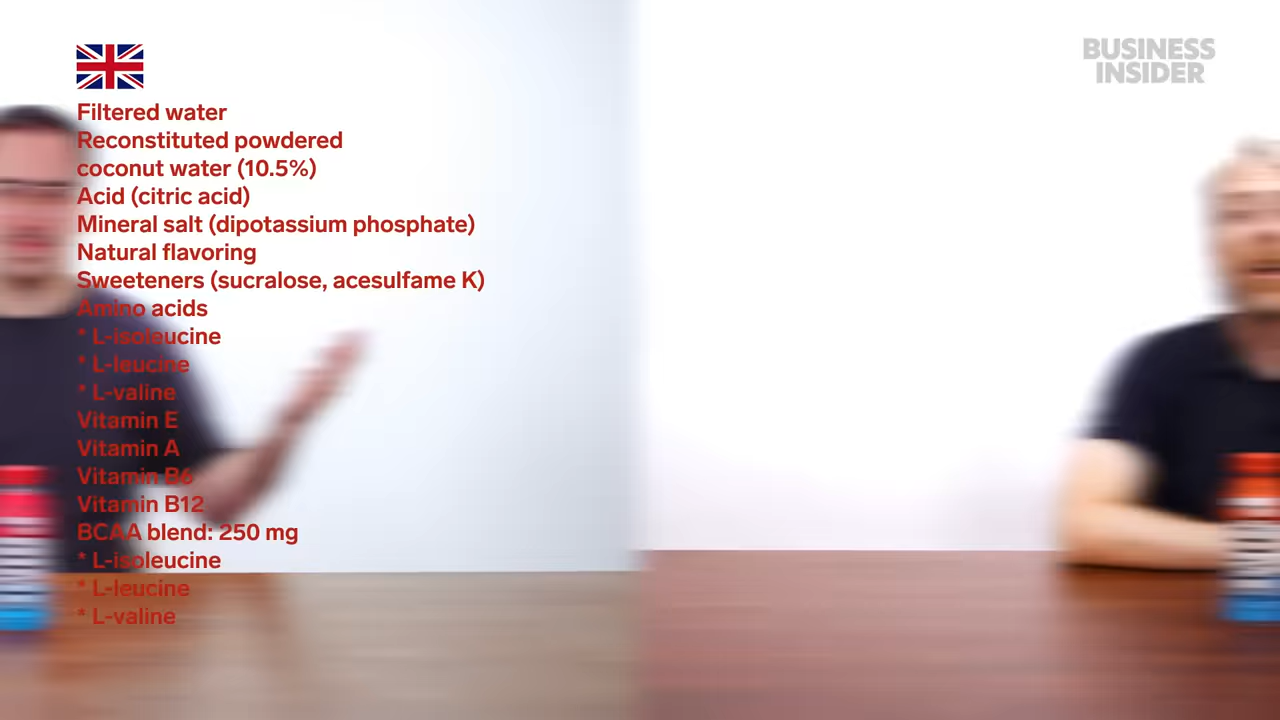 BUSINESS
INSIDER
Filtered water
Reconstituted powdered
coconut water (10.5%)
Acid (citric acid)
Mineral salt (dipotassium phosphate)
Natural flavoring
Sweeteners (sucralose, acesulfame K)
Amino acids
* L-isoleucine
* L-leucine
* L-valine
Vitamin E
Vitamin A
Vitamin B6
Vitamin B12
BCAA blend: 250 mg
* L-isoleucine
* L-leucine
* L-valine